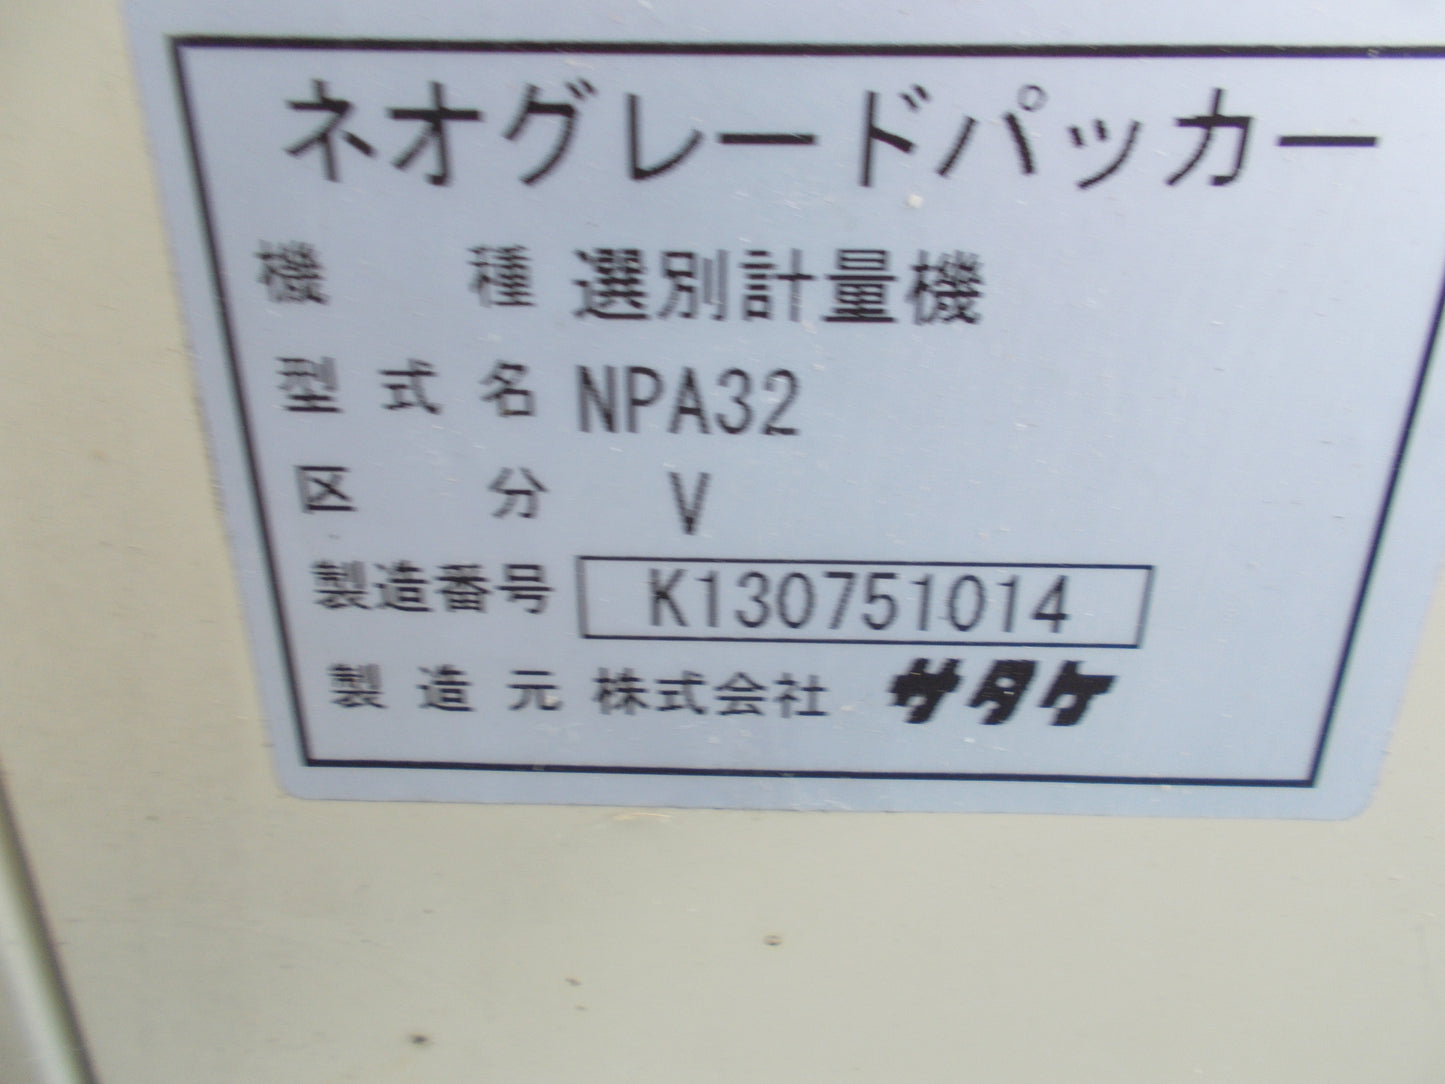 ネオグレードパッカー
機種 選別計量機
型式名 NPA32
区分 V
製造番号 K130751014
製造元 株式会社 サタケ